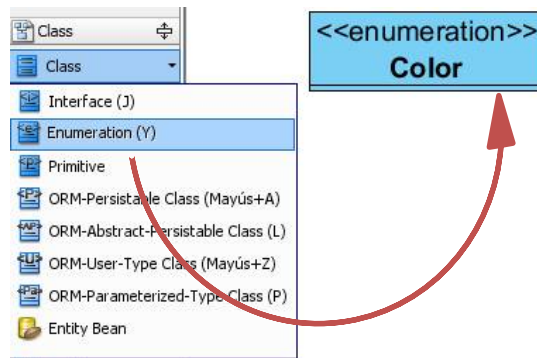 Class
Class
Interface (J)
Enumeration (Y)
Primitive
ORM-Persistable Class (Mayús+A)
ORM-Abstract-Persistable Class (L)
ORM-User-Type Class (Mayús+Z)
ORM-Parameterized-Type Class (P)
Entity Bean
<<enumeration>>
Color